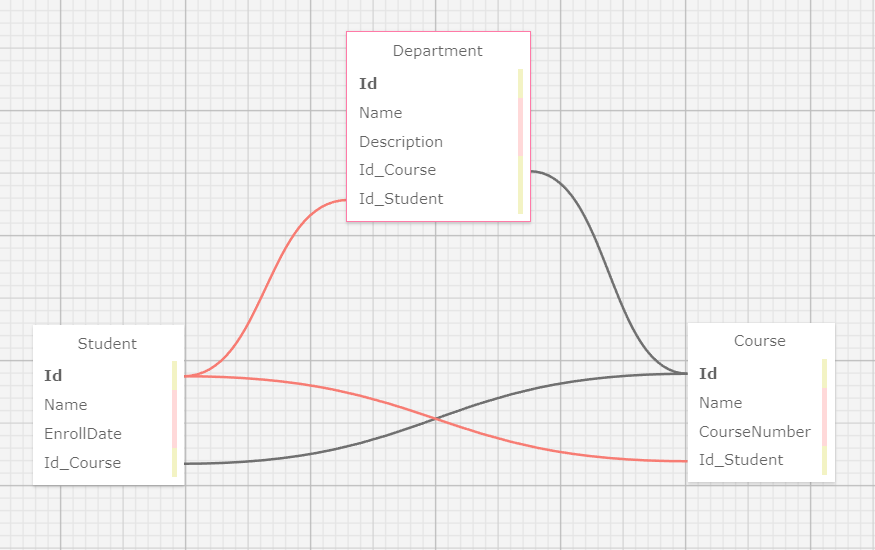 Department
Id
Name
Description
Id_Course
Id_Student
Student
Id
Name
EnrollDate
Id_Course
Course
Id
Name
CourseNumber
Id_Student